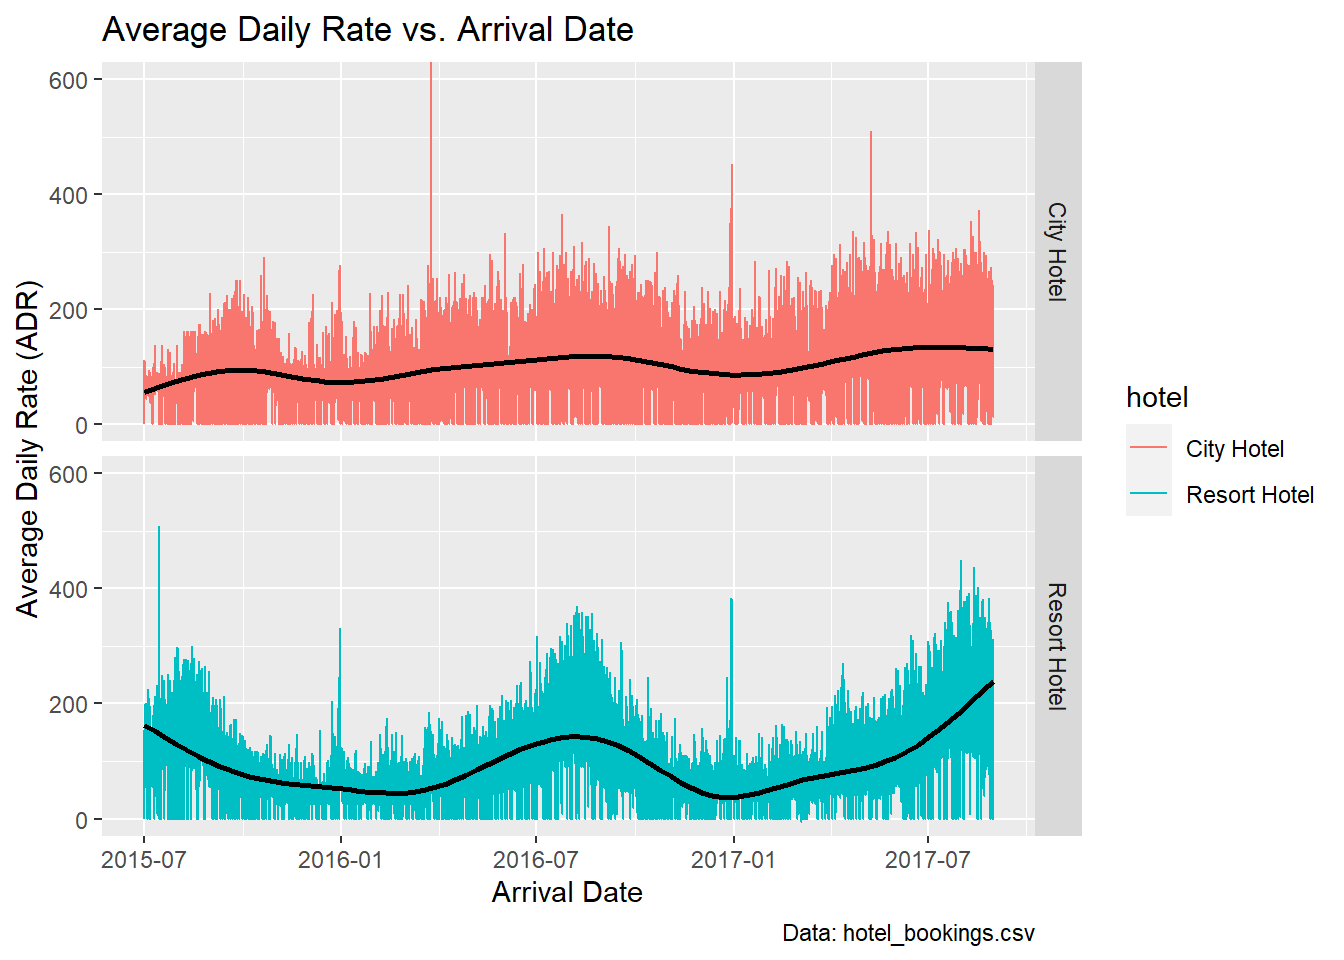 Average Daily Rate vs. Arrival Date
Average Daily Rate (ADR)
600
400
200
0
City Hotel
600
400
200
0
Resort Hotel
2015-07
2016-01
2016-07
2017-01
2017-07
Arrival Date
hotel
City Hotel
Resort Hotel
Data: hotel_bookings.csv